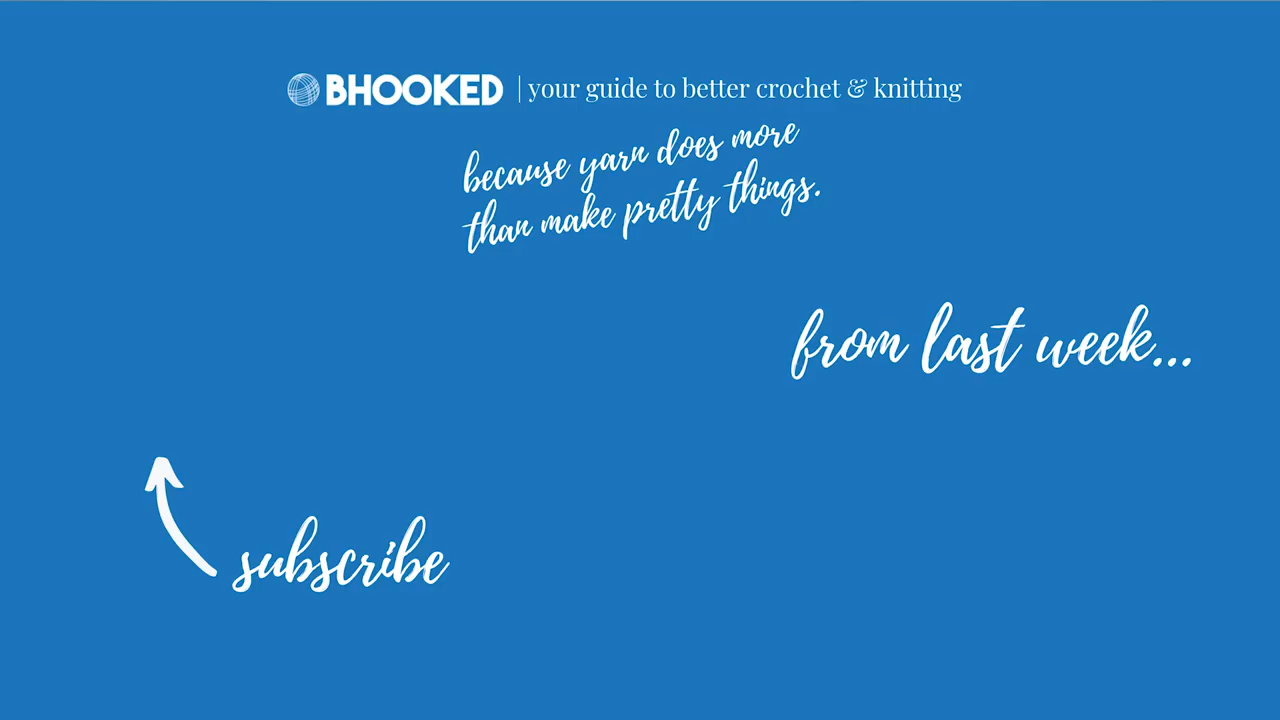 BHOOKED | your guide to better crochet & knitting
because yarn does more
than make pretty things.
from last week...
subscribe